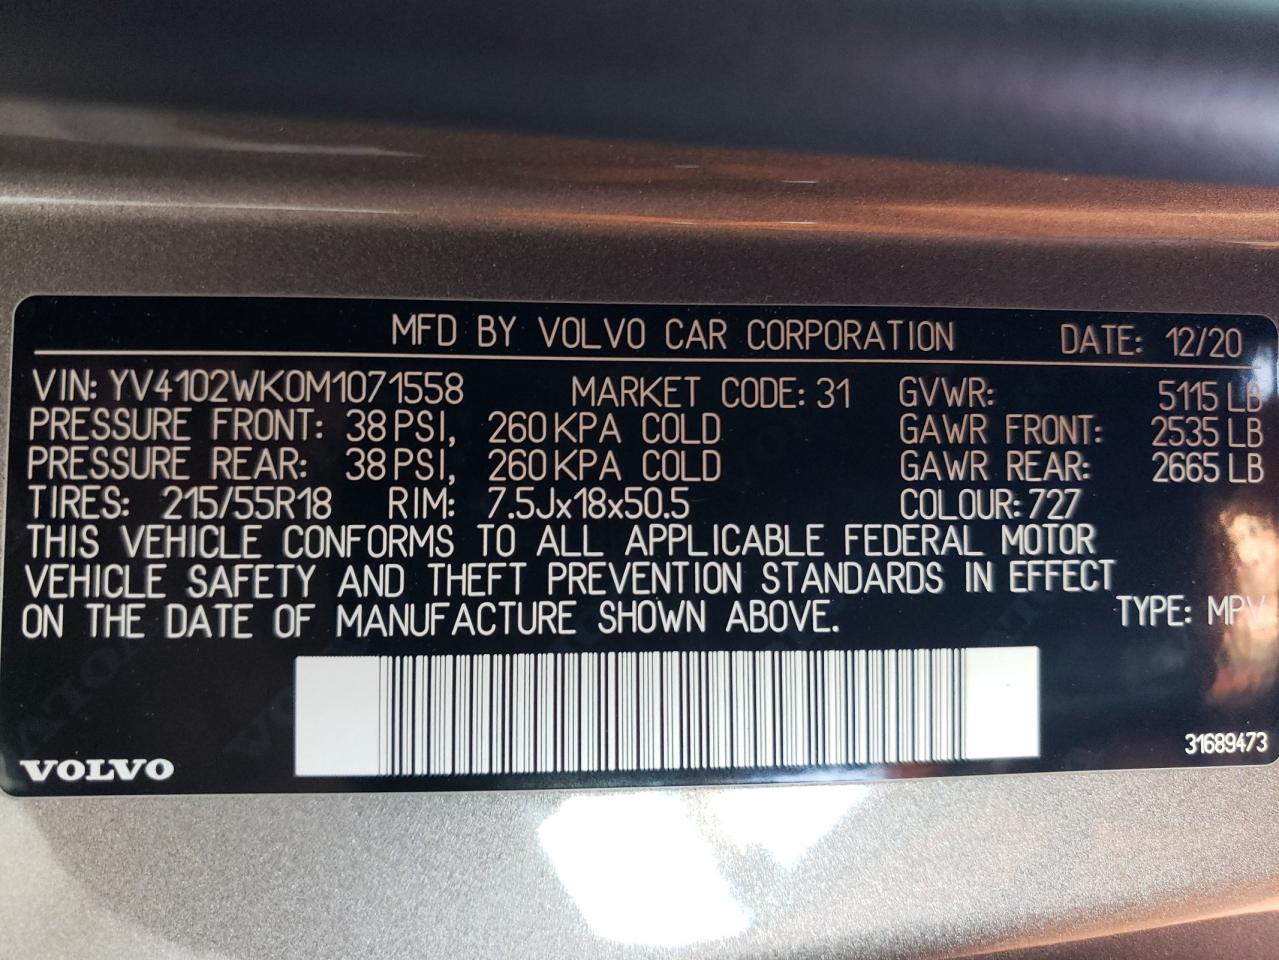 MFD BY VOLVO CAR CORPORATION DATE: 12/20
VIN: YV4102WK0M1071558 MARKET CODE: 31 GVWR: 5115 LB
PRESSURE FRONT: 38 PSI, 260 KPA COLD GAWR FRONT: 2535 LB
PRESSURE REAR: 38 PSI, 260 KPA COLD GAWR REAR: 2665 LB
TIRES: 215/55R18 RIM: 7.5Jx18x50.5 COLOUR: 727
THIS VEHICLE CONFORMS TO ALL APPLICABLE FEDERAL MOTOR
VEHICLE SAFETY AND THEFT PREVENTION STANDARDS IN EFFECT
ON THE DATE OF MANUFACTURE SHOWN ABOVE. TYPE: MPV
31689473
VOLVO